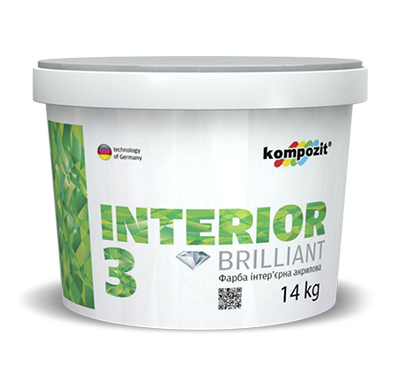 technology
of Germany
kompozit®
INTERIOR
3
BRILLIANT
Фарба інтер'єрна акрилова
14 kg